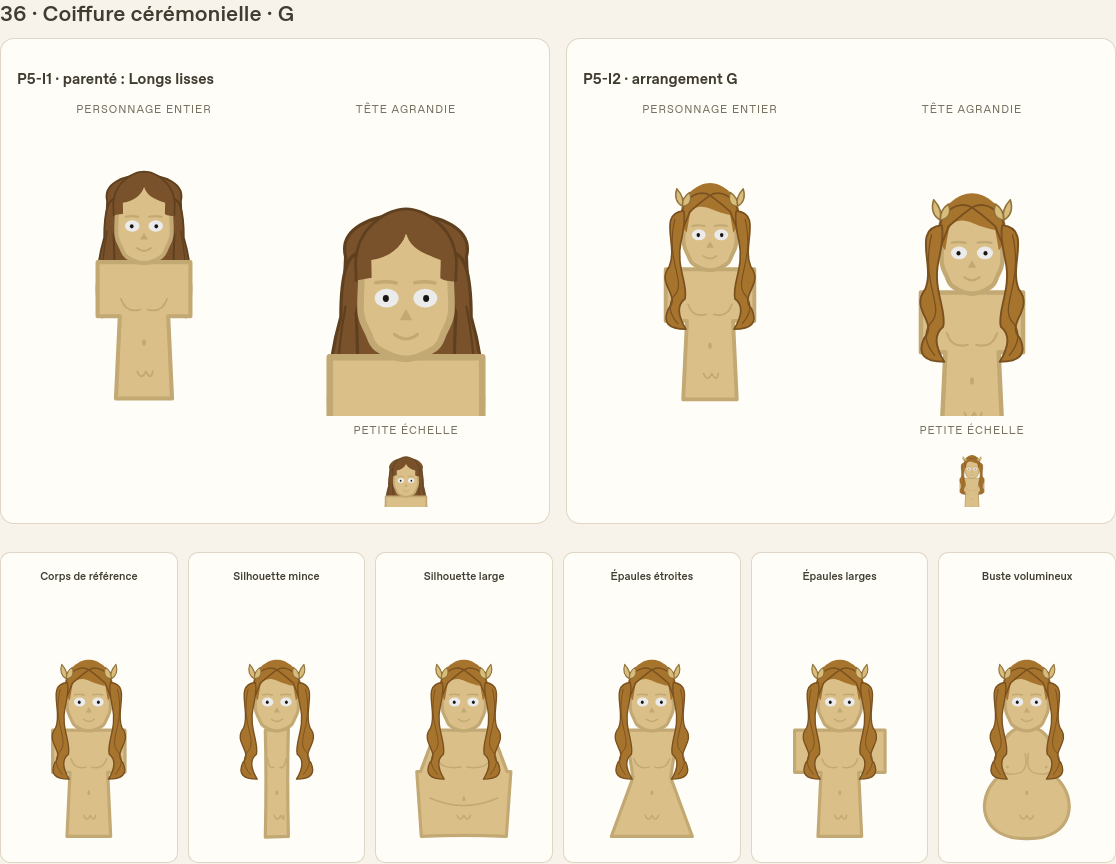 36 · Coiffure cérémonielle · G
P5-I1 · parenté : Longs lisses
PERSONNAGE ENTIER
TÊTE AGRANDIE
PETITE ÉCHELLE
P5-I2 · arrangement G
PERSONNAGE ENTIER
TÊTE AGRANDIE
PETITE ÉCHELLE
Corps de référence
Silhouette mince
Silhouette large
Épaules étroites
Épaules larges
Buste volumineux